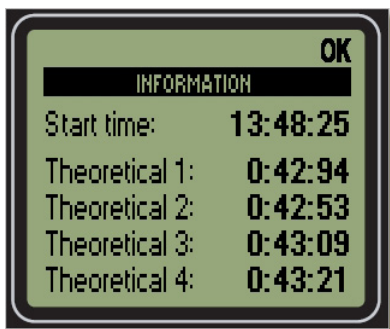 OK
INFORMATION
Start time: 13:48:25
Theoretical 1: 0:42:94
Theoretical 2: 0:42:53
Theoretical 3: 0:43:09
Theoretical 4: 0:43:21